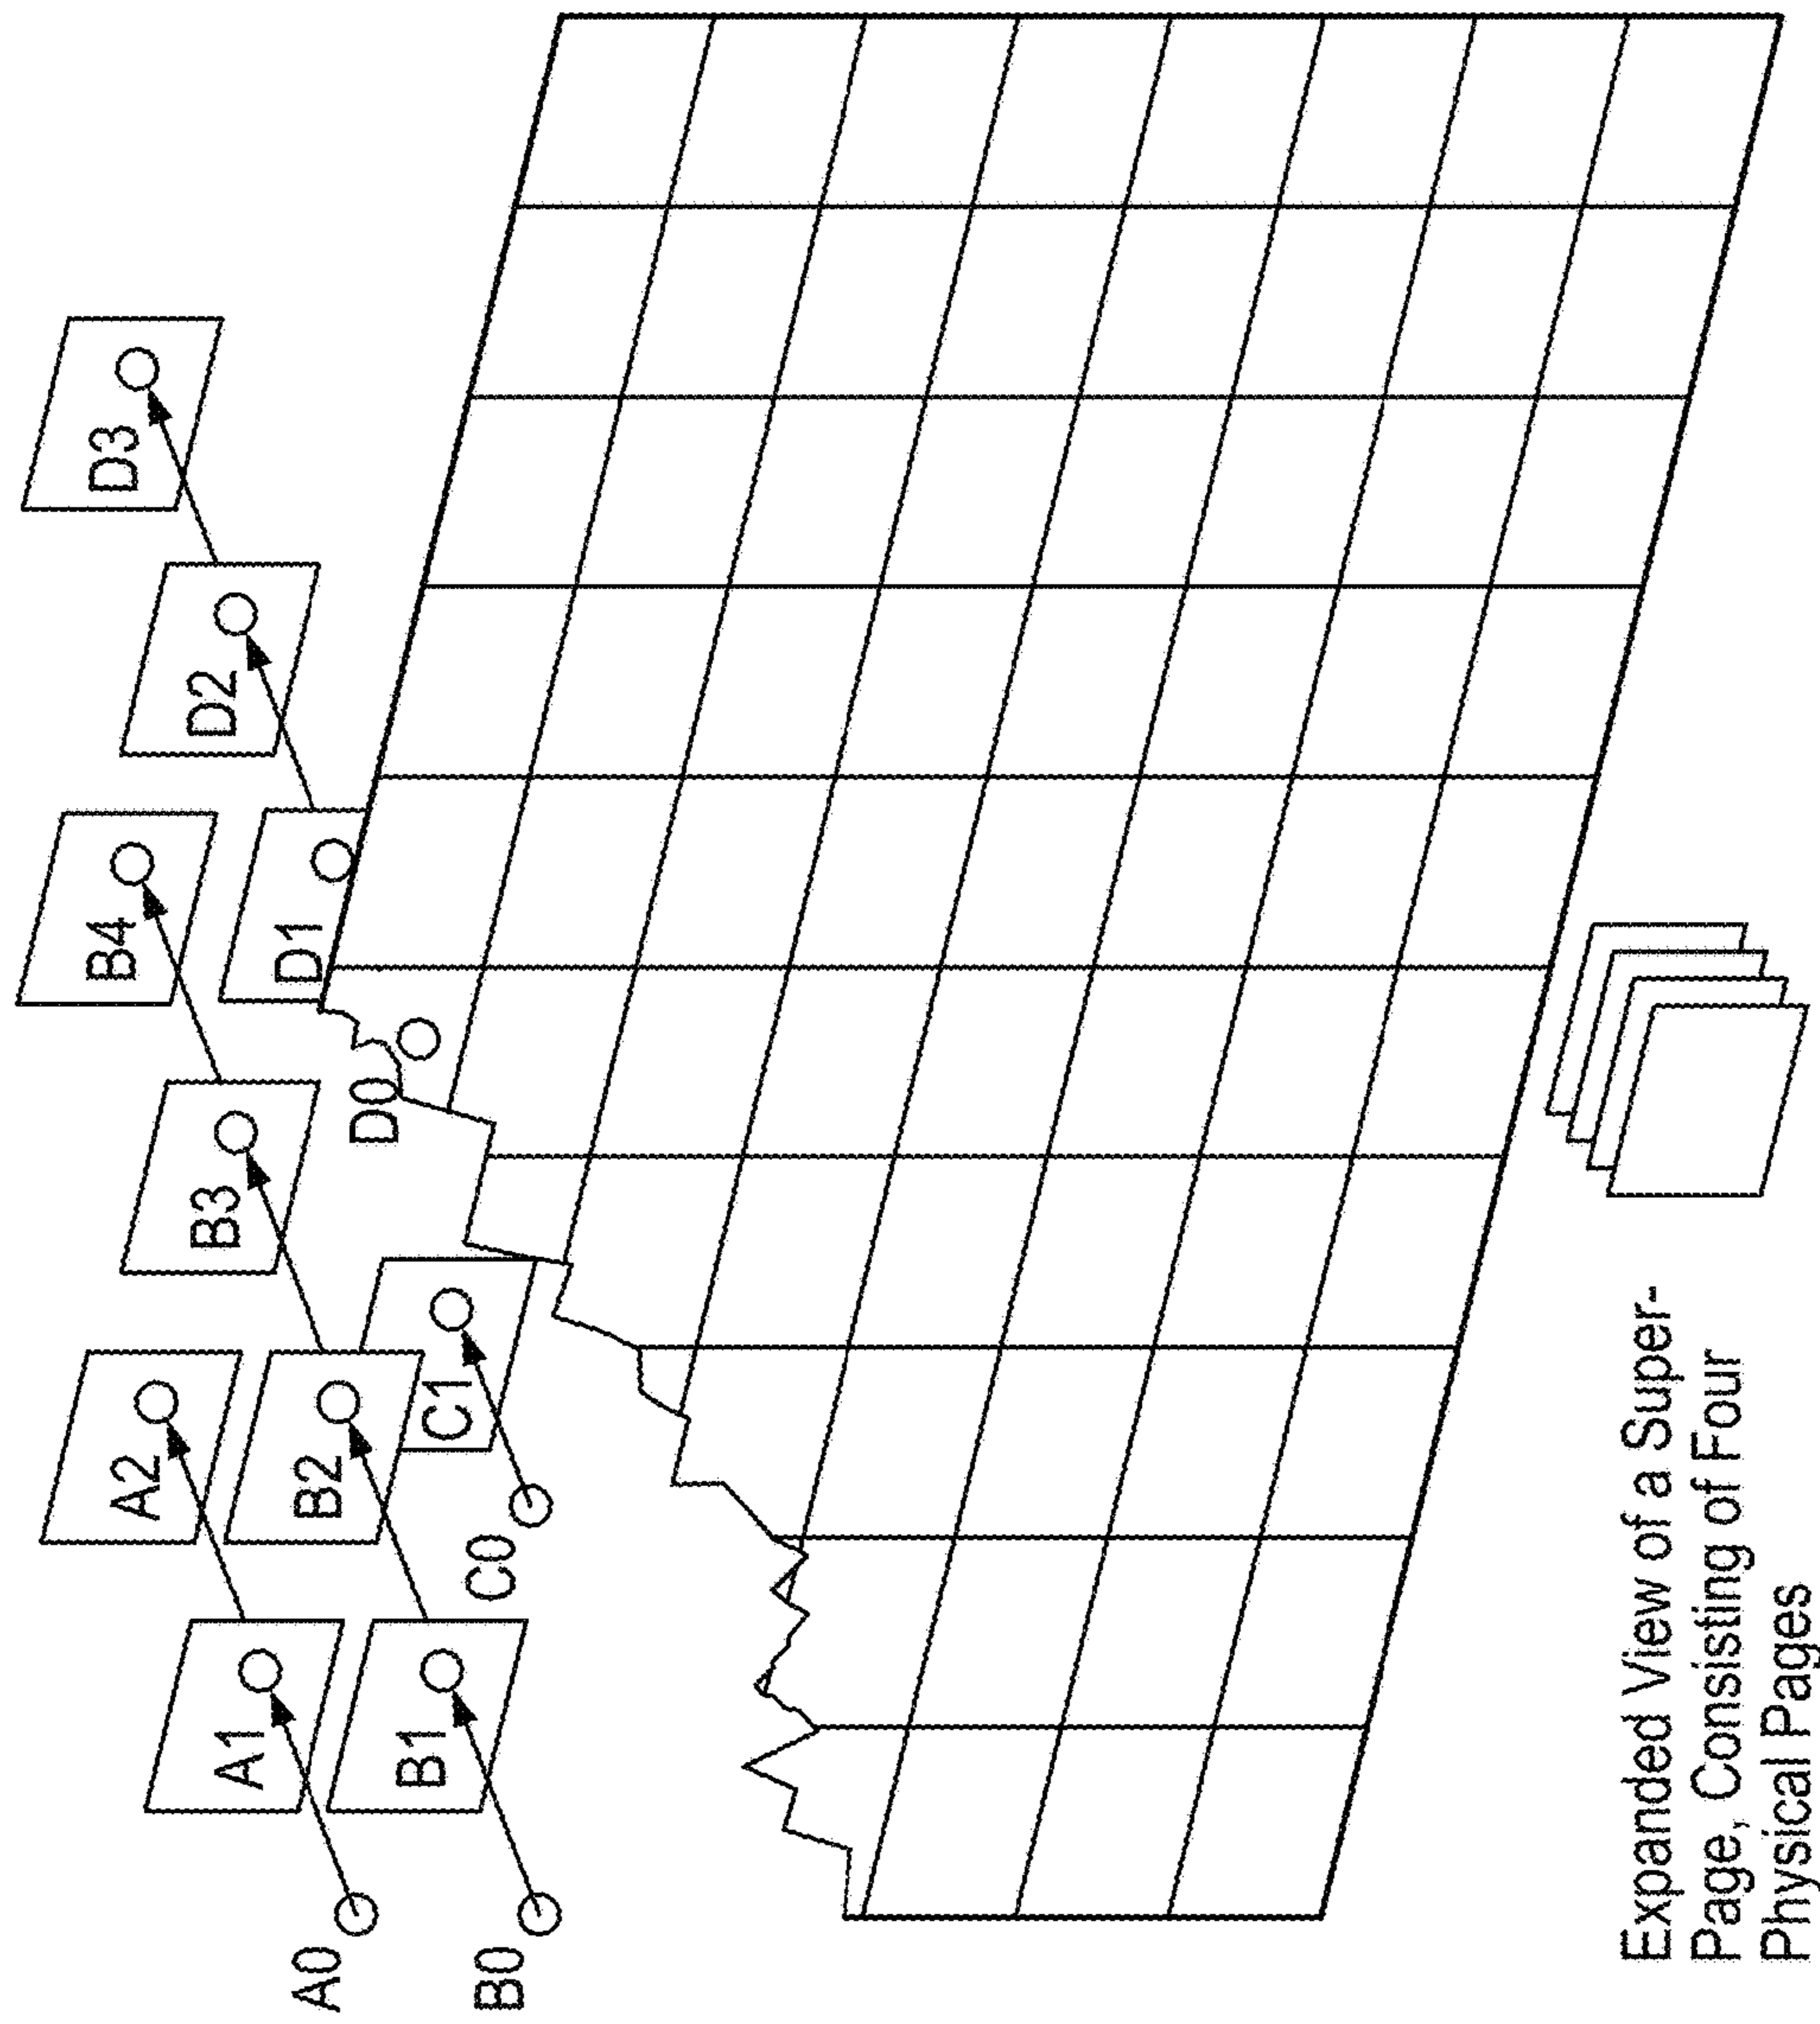 A2
B4
D3
A1
B3
D2
A0
B2
D1
D0
B1
C1
B0
C0
Expanded View of a Super-
Page, Consisting of Four
Physical Pages